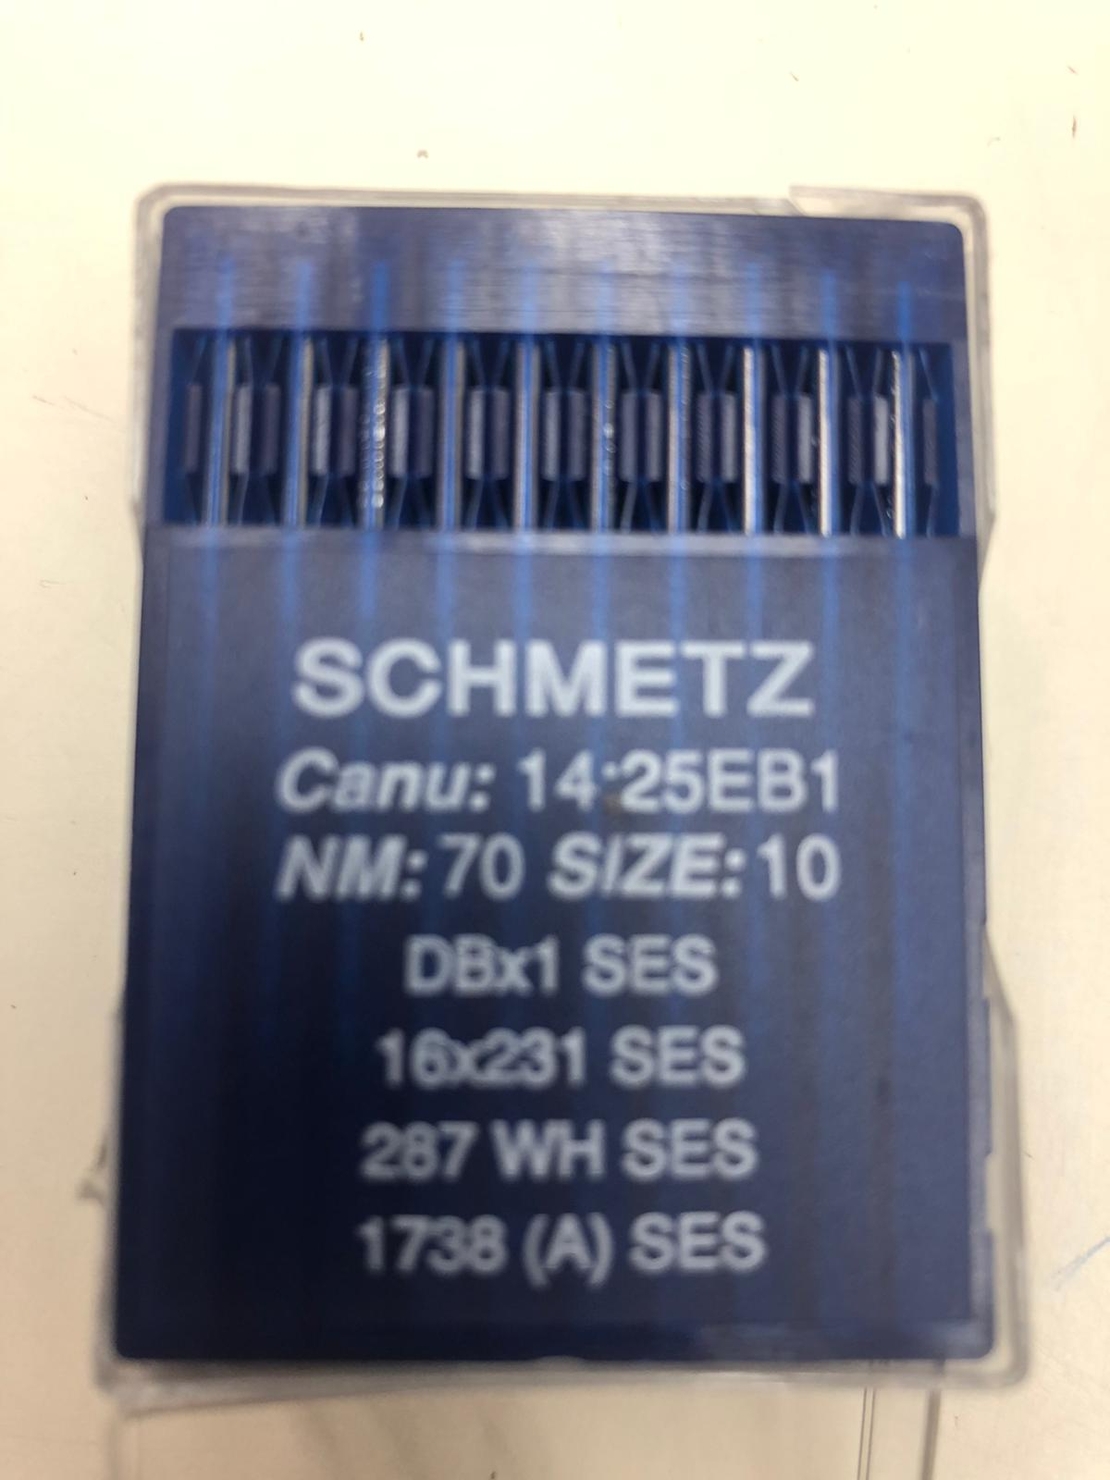 SCHMETZ
Canu: 14:25EB1
NM: 70 SIZE: 10
DBx1 SES
16x231 SES
287 WH SES
1738 (A) SES